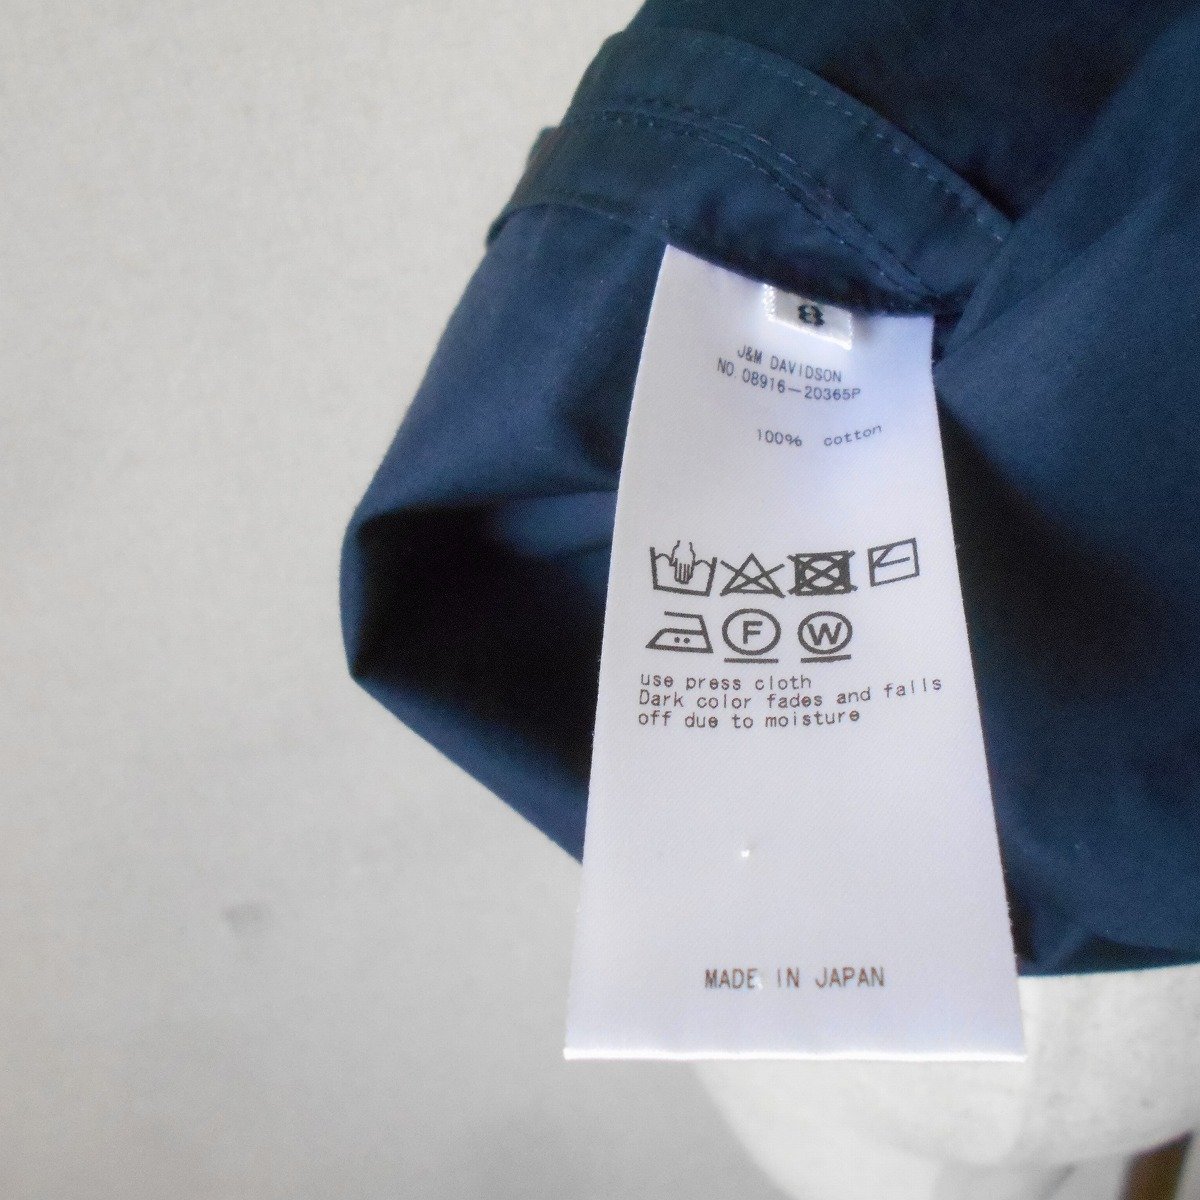 8
J&M DAVIDSON
NO.08916-20365P
100% cotton
F W
use press cloth
Dark color fades and falls
off due to moisture
MADE IN JAPAN